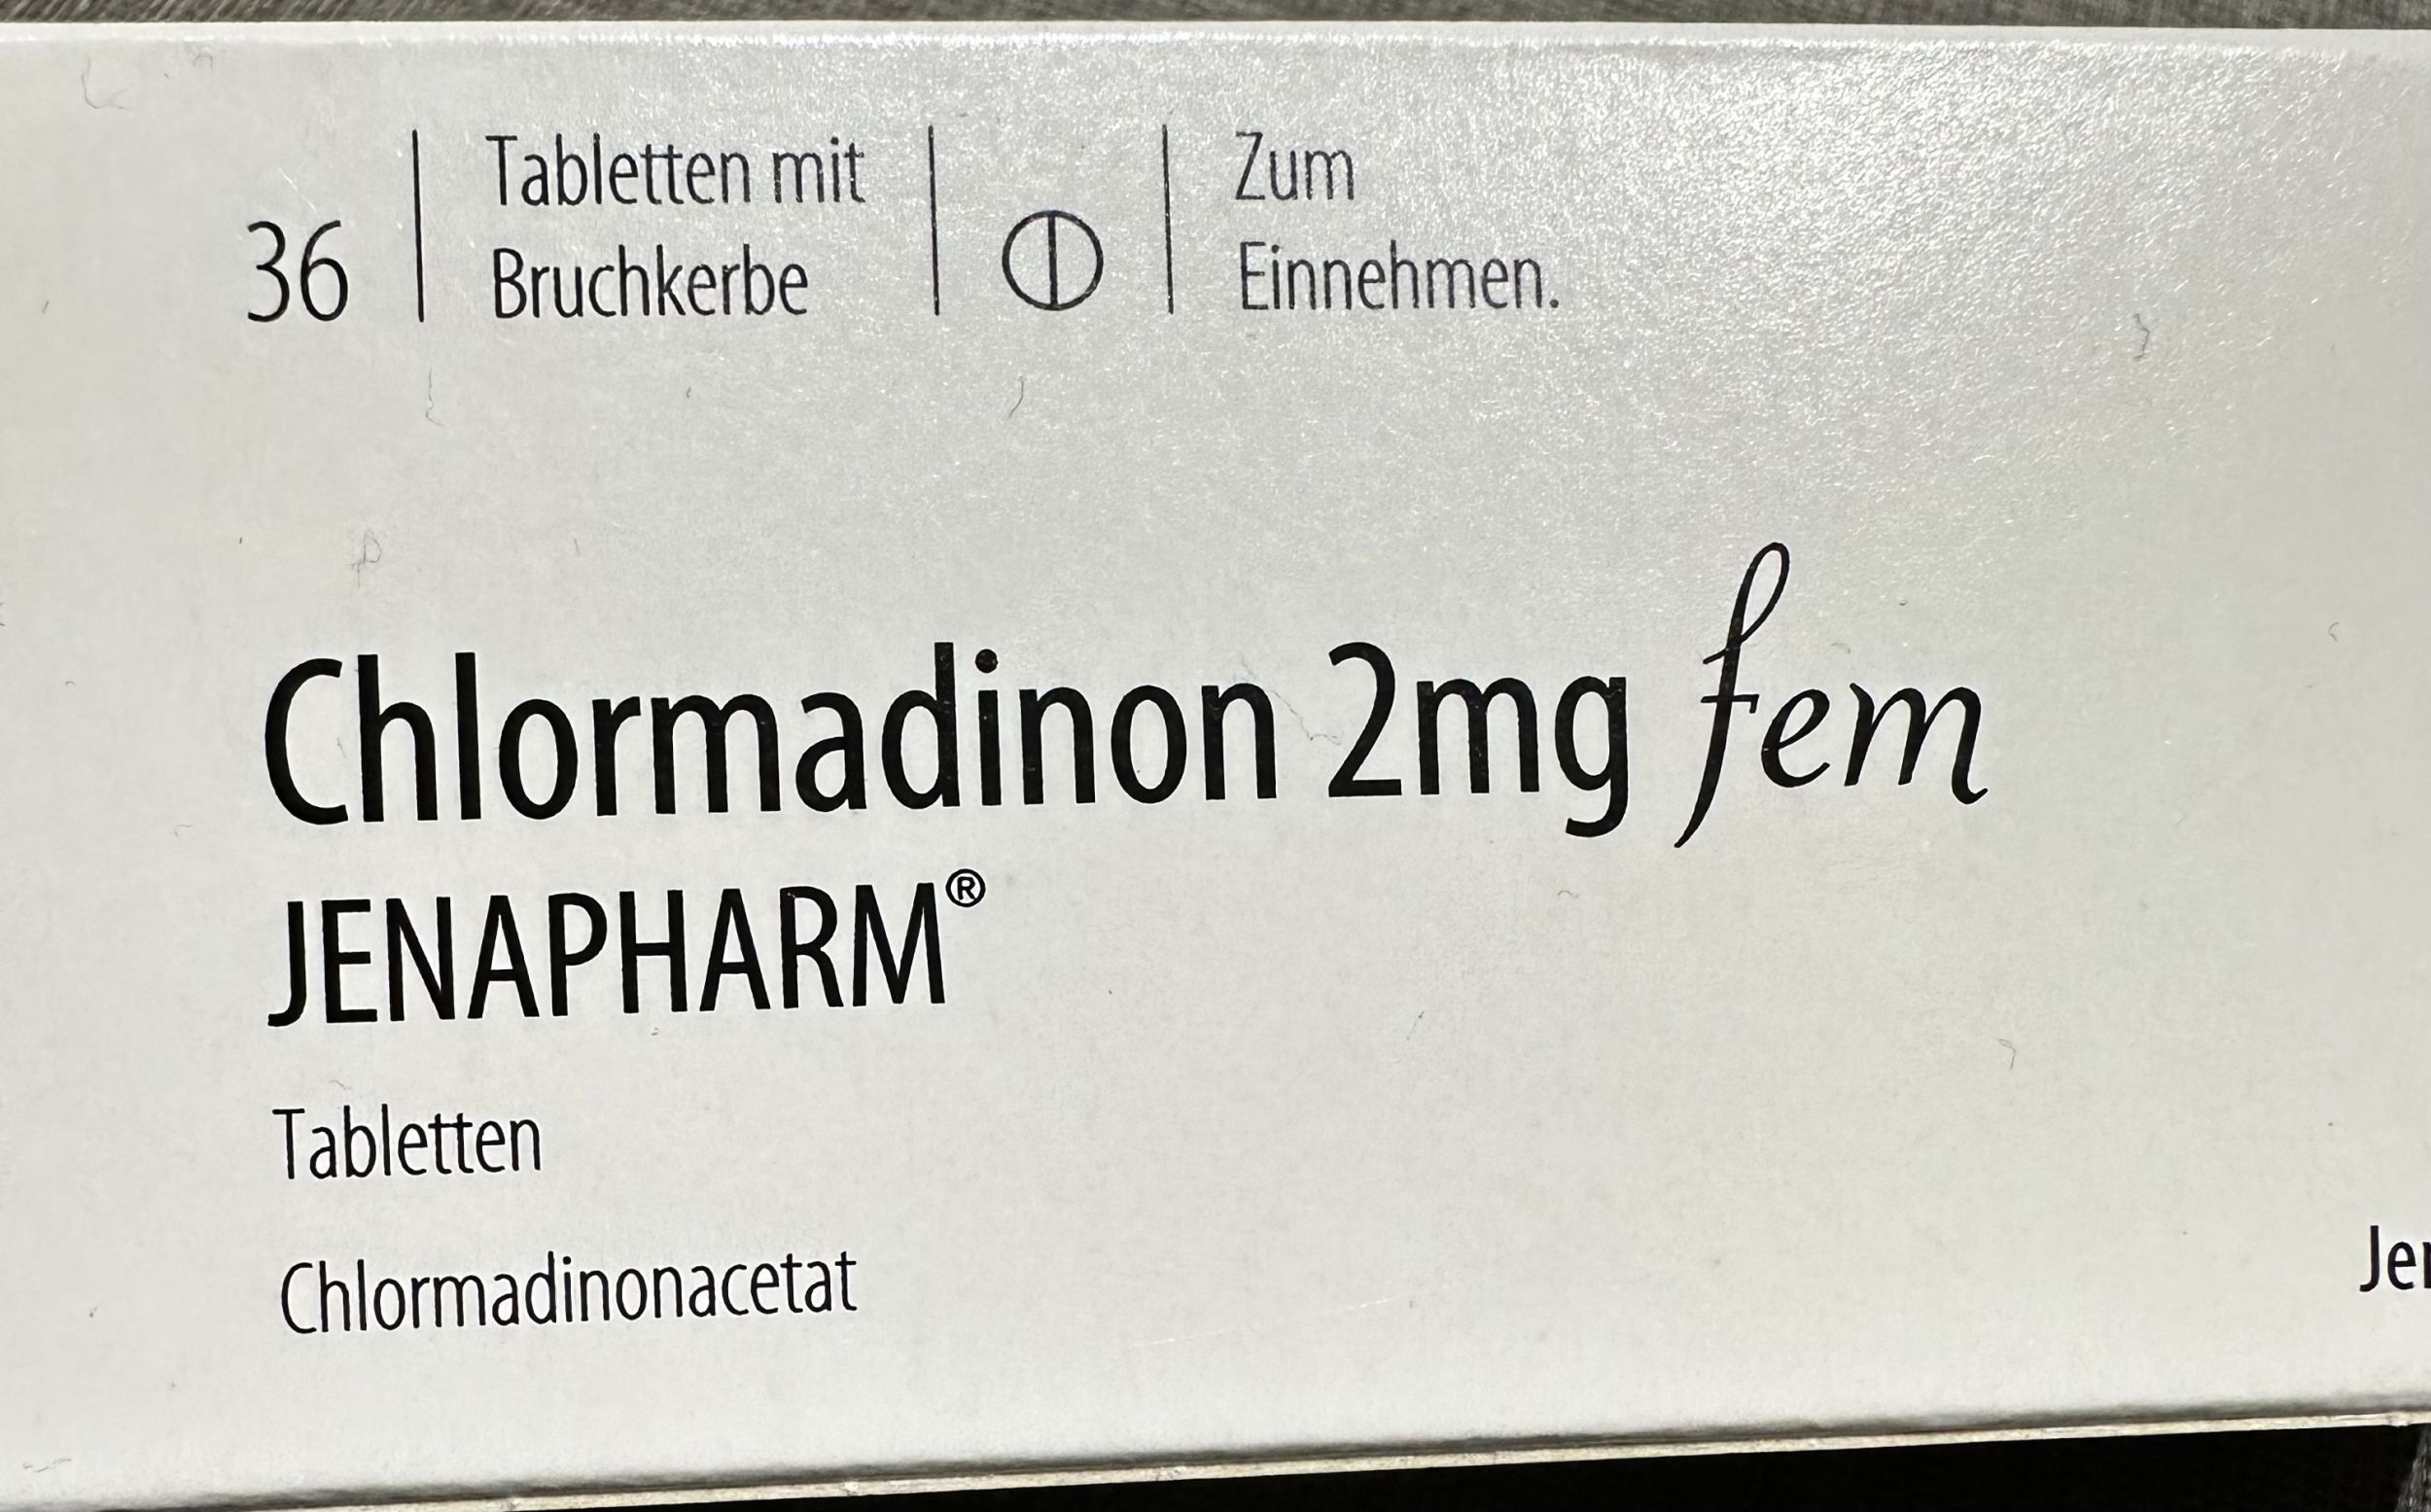 36
Tabletten mit
Bruchkerbe
Zum
Einnehmen.
Chlormadinon 2mg fem
JENAPHARM®
Tabletten
Chlormadinonacetat